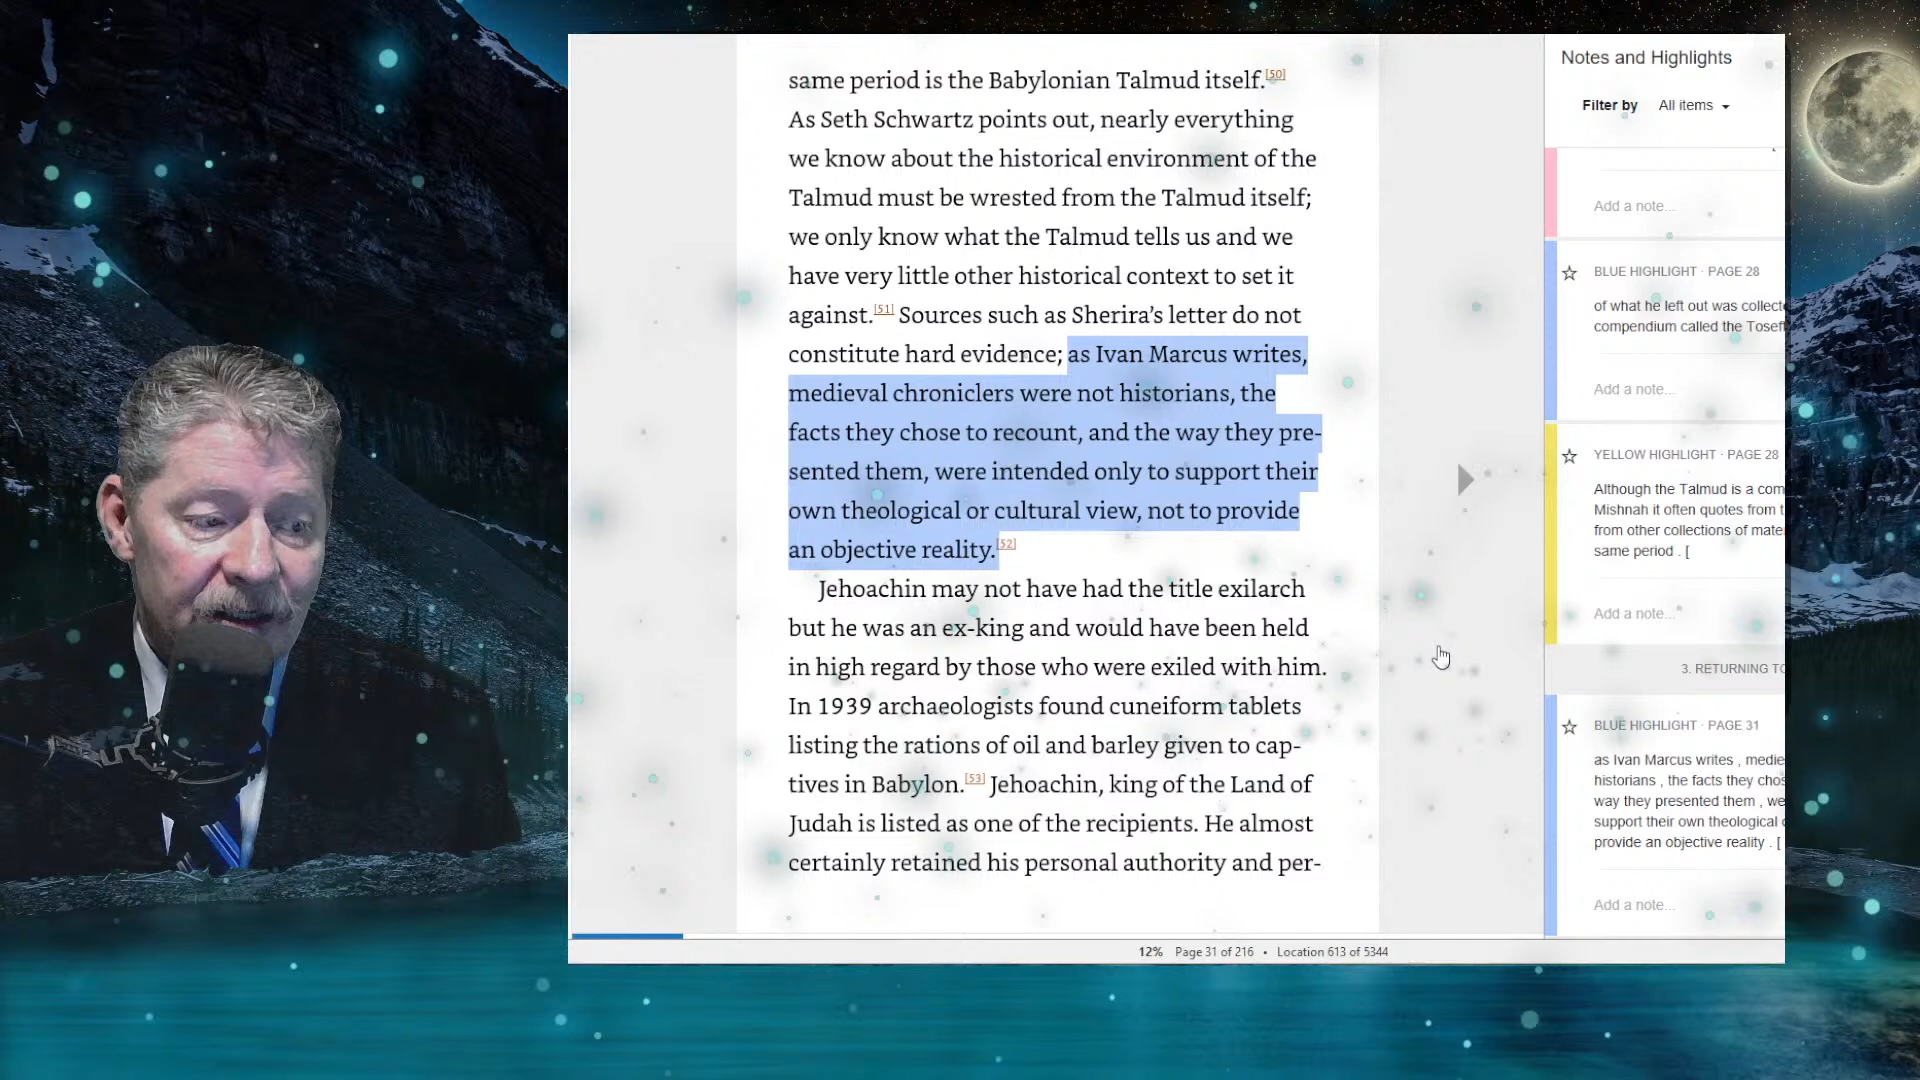 same period is the Babylonian Talmud itself.[50]
As Seth Schwartz points out, nearly everything
we know about the historical environment of the
Talmud must be wrested from the Talmud itself;
we only know what the Talmud tells us and we
have very little other historical context to set it
against.[51] Sources such as Sherira’s letter do not
constitute hard evidence; as Ivan Marcus writes,
medieval chroniclers were not historians, the
facts they chose to recount, and the way they pre-
sented them, were intended only to support their
own theological or cultural view, not to provide
an objective reality.[52]
Jehoachin may not have had the title exilarch
but he was an ex-king and would have been held
in high regard by those who were exiled with him.
In 1939 archaeologists found cuneiform tablets
listing the rations of oil and barley given to cap-
tives in Babylon.[53] Jehoachin, king of the Land of
Judah is listed as one of the recipients. He almost
certainly retained his personal authority and per-
12% Page 31 of 216 • Location 613 of 5344
Notes and Highlights
Filter by All items
Add a note...
BLUE HIGHLIGHT · PAGE 28
of what he left out was collect
compendium called the Tosef
Add a note...
YELLOW HIGHLIGHT · PAGE 28
Although the Talmud is a com
Mishnah it often quotes from t
from other collections of mate
same period . [
Add a note...
3. RETURNING TO
BLUE HIGHLIGHT · PAGE 31
as Ivan Marcus writes , medie
historians , the facts they chos
way they presented them , we
support their own theological
provide an objective reality . [
Add a note...